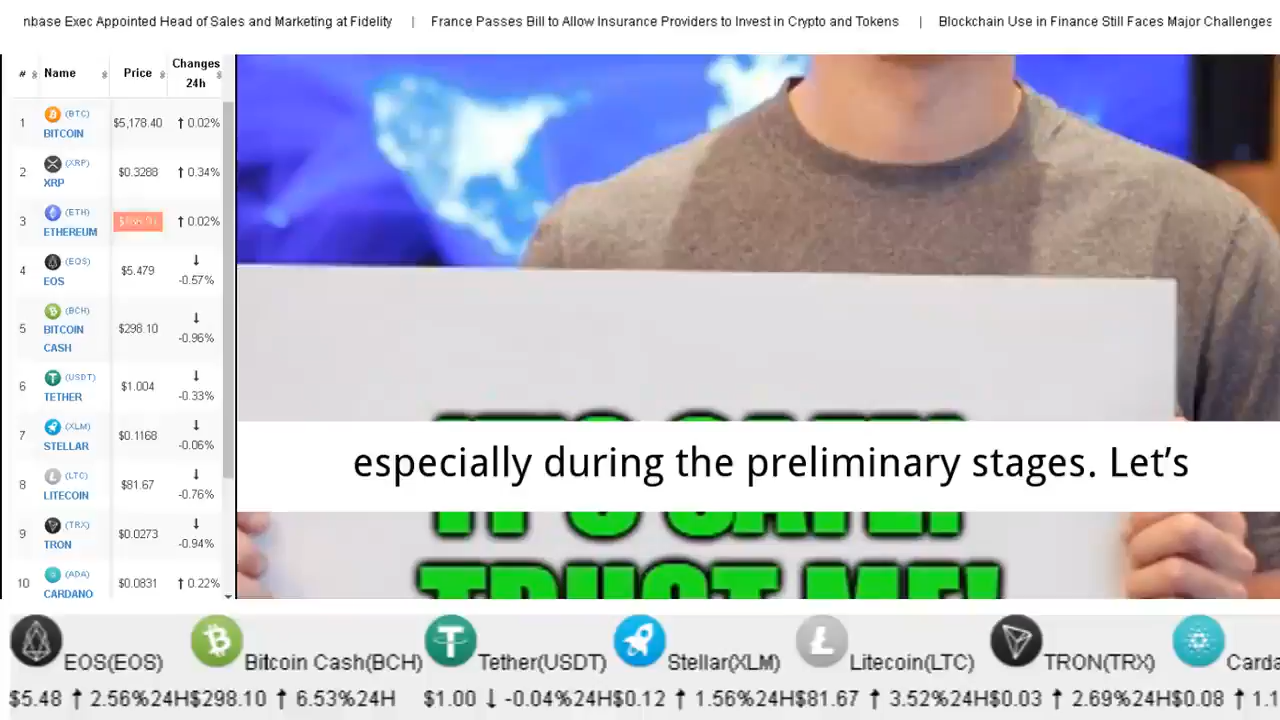 nbase Exec Appointed Head of Sales and Marketing at Fidelity | France Passes Bill to Allow Insurance Providers to Invest in Crypto and Tokens | Blockchain Use in Finance Still Faces Major Challenges
# Name Price Changes 24h
1 (BTC) BITCOIN $5,178.40 ↑ 0.02%
2 (XRP) XRP $0.3288 ↑ 0.34%
3 (ETH) ETHEREUM ↑ 0.02%
4 (EOS) EOS $5.479 ↓ -0.57%
5 (BCH) BITCOIN CASH $298.10 ↓ -0.96%
6 (USDT) TETHER $1.004 ↓ -0.33%
7 (XLM) STELLAR $0.1168 ↓ -0.06%
8 (LTC) LITECOIN $81.67 ↓ -0.76%
9 (TRX) TRON $0.0273 ↓ -0.94%
10 (ADA) CARDANO $0.0831 ↑ 0.22%
especially during the preliminary stages. Let’s
TRUST ME!
EOS(EOS) Bitcoin Cash(BCH) Tether(USDT) Stellar(XLM) Litecoin(LTC) TRON(TRX) Carda
$5.48 ↑ 2.56%24H $298.10 ↑ 6.53%24H $1.00 ↓ -0.04%24H $0.12 ↑ 1.56%24H $81.67 ↑ 3.52%24H $0.03 ↑ 2.69%24H $0.08 ↑ 1.1